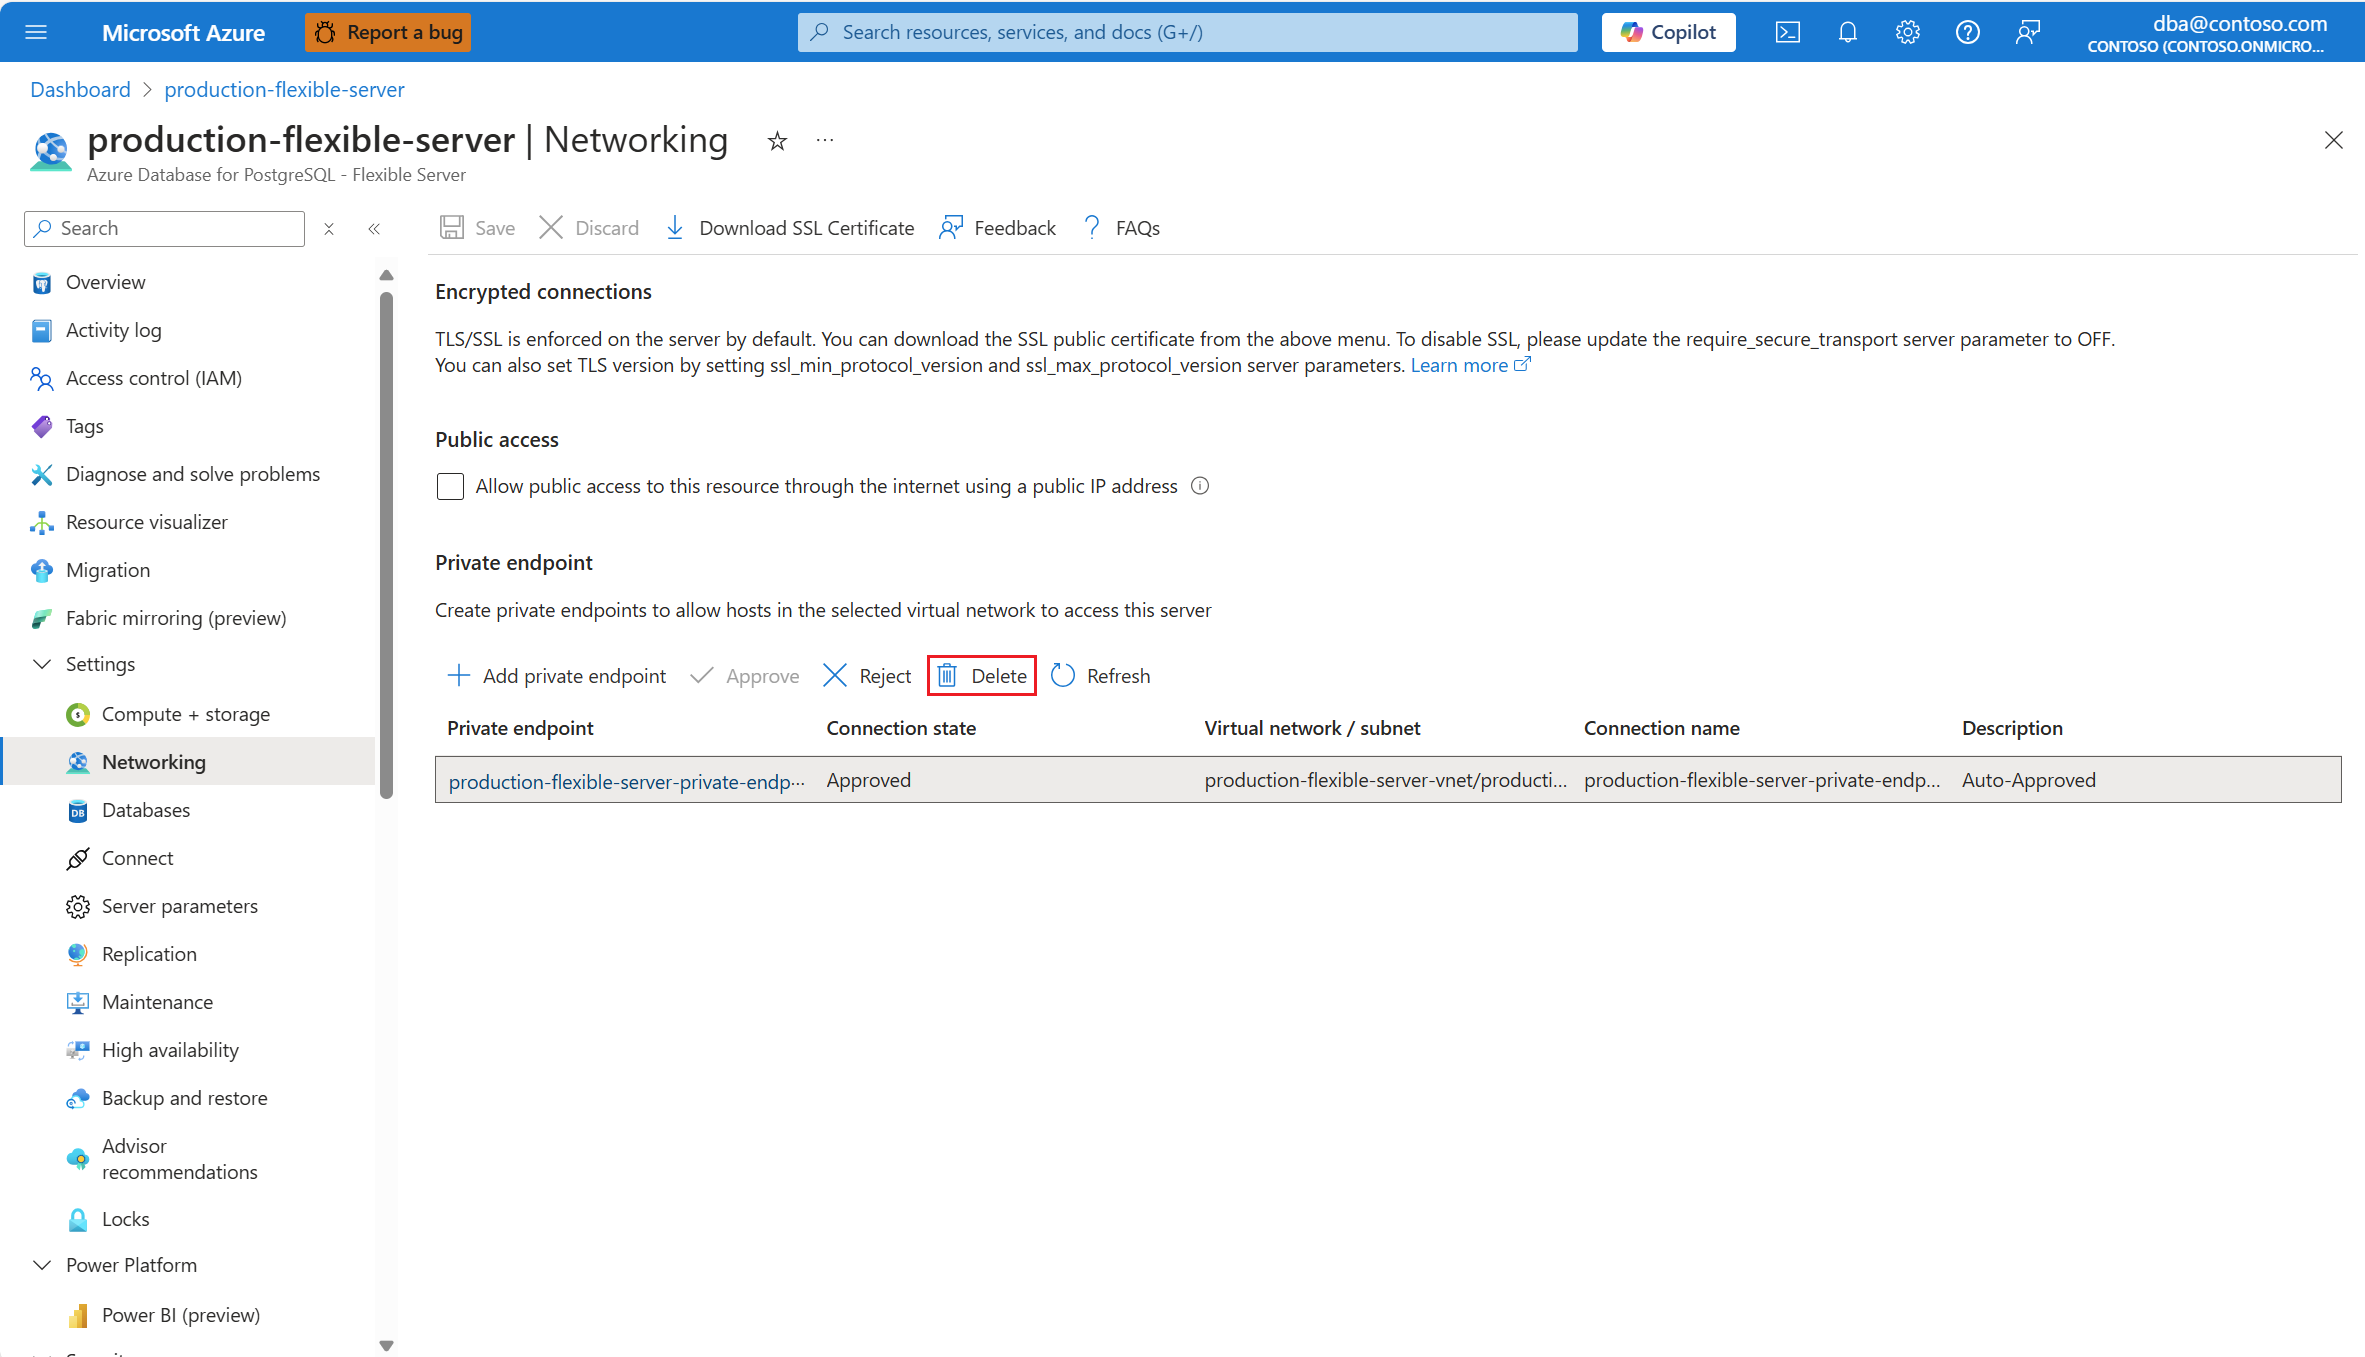 Microsoft Azure
Report a bug
Search resources, services, and docs (G+/)
Copilot
dba@contoso.com
CONTOSO (CONTOSO.ONMICRO...
Dashboard > production-flexible-server
production-flexible-server | Networking
Azure Database for PostgreSQL - Flexible Server
Search
Save
Discard
Download SSL Certificate
Feedback
FAQs
Overview
Activity log
Access control (IAM)
Tags
Diagnose and solve problems
Resource visualizer
Migration
Fabric mirroring (preview)
Settings
Compute + storage
Networking
Databases
Connect
Server parameters
Replication
Maintenance
High availability
Backup and restore
Advisor
recommendations
Locks
Power Platform
Power BI (preview)
Encrypted connections
TLS/SSL is enforced on the server by default. You can download the SSL public certificate from the above menu. To disable SSL, please update the require_secure_transport server parameter to OFF.
You can also set TLS version by setting ssl_min_protocol_version and ssl_max_protocol_version server parameters. Learn more
Public access
Allow public access to this resource through the internet using a public IP address
Private endpoint
Create private endpoints to allow hosts in the selected virtual network to access this server
Add private endpoint
Approve
Reject
Delete
Refresh
Private endpoint Connection state Virtual network / subnet Connection name Description
production-flexible-server-private-endp... Approved production-flexible-server-vnet/producti... production-flexible-server-private-endp... Auto-Approved